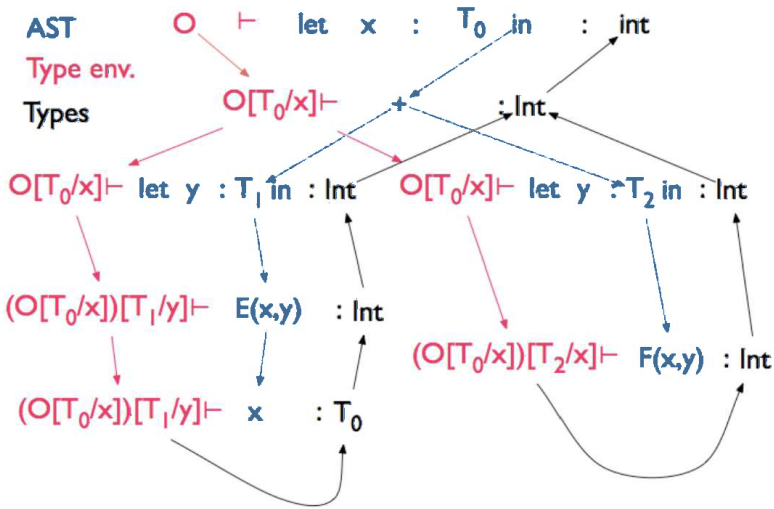 AST O ⊢ let x : T₀ in : int
Type env.
O[T₀/x]⊢ + : Int
Types
O[T₀/x]⊢ let y : T₁ in : Int O[T₀/x]⊢ let y : T₂ in : Int
(O[T₀/x])[T₁/y]⊢ E(x,y) : Int
(O[T₀/x])[T₂/x]⊢ F(x,y) : Int
(O[T₀/x])[T₁/y]⊢ x : T₀